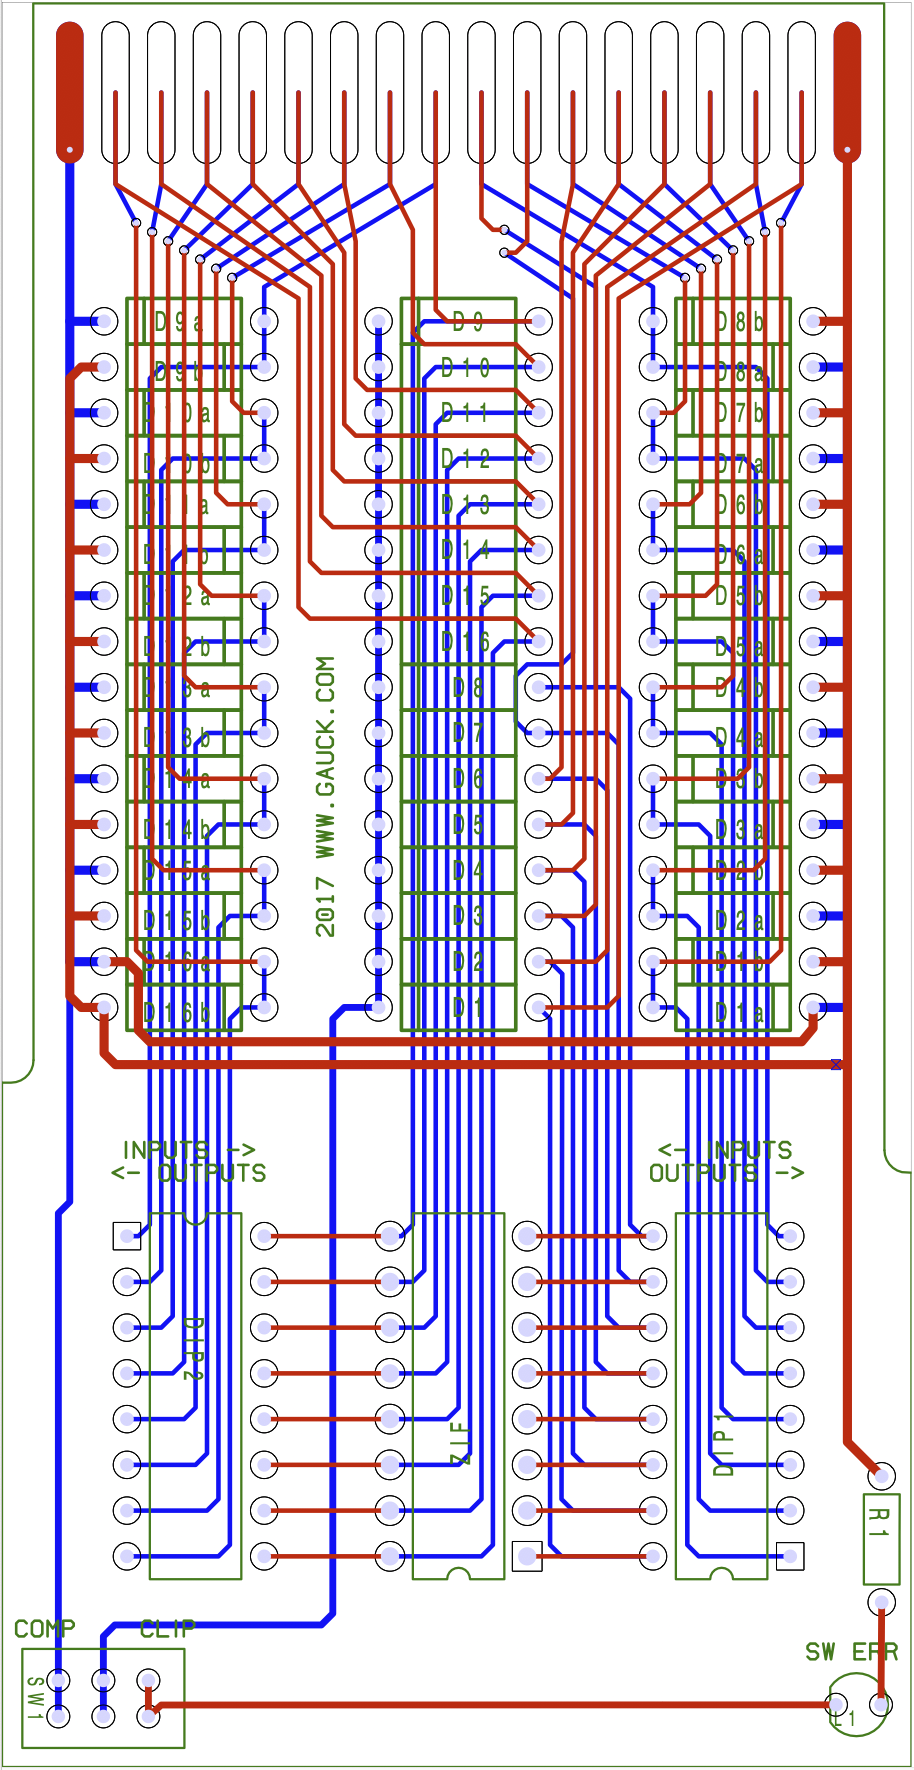 D9a D9 D8b
D9b D10 D8a
D10a D11 D7b
D10b D12 D7a
D11a D13 D6b
D11b D14 D6a
D12a D15 D5b
D12b D16 D5a
D13a D8 D4b
D13b D7 D4a
D14a D6 D3b
D14b D5 D3a
D15a D4 D2b
D15b D3 D2a
D16a D2 D1b
D16b D1 D1a
2017 WWW.GAUCK.COM
INPUTS -> <- INPUTS
<- OUTPUTS OUTPUTS ->
DIP2
ZIF
DIP1
R1
COMP CLIP
SW ERR
SW1
L1